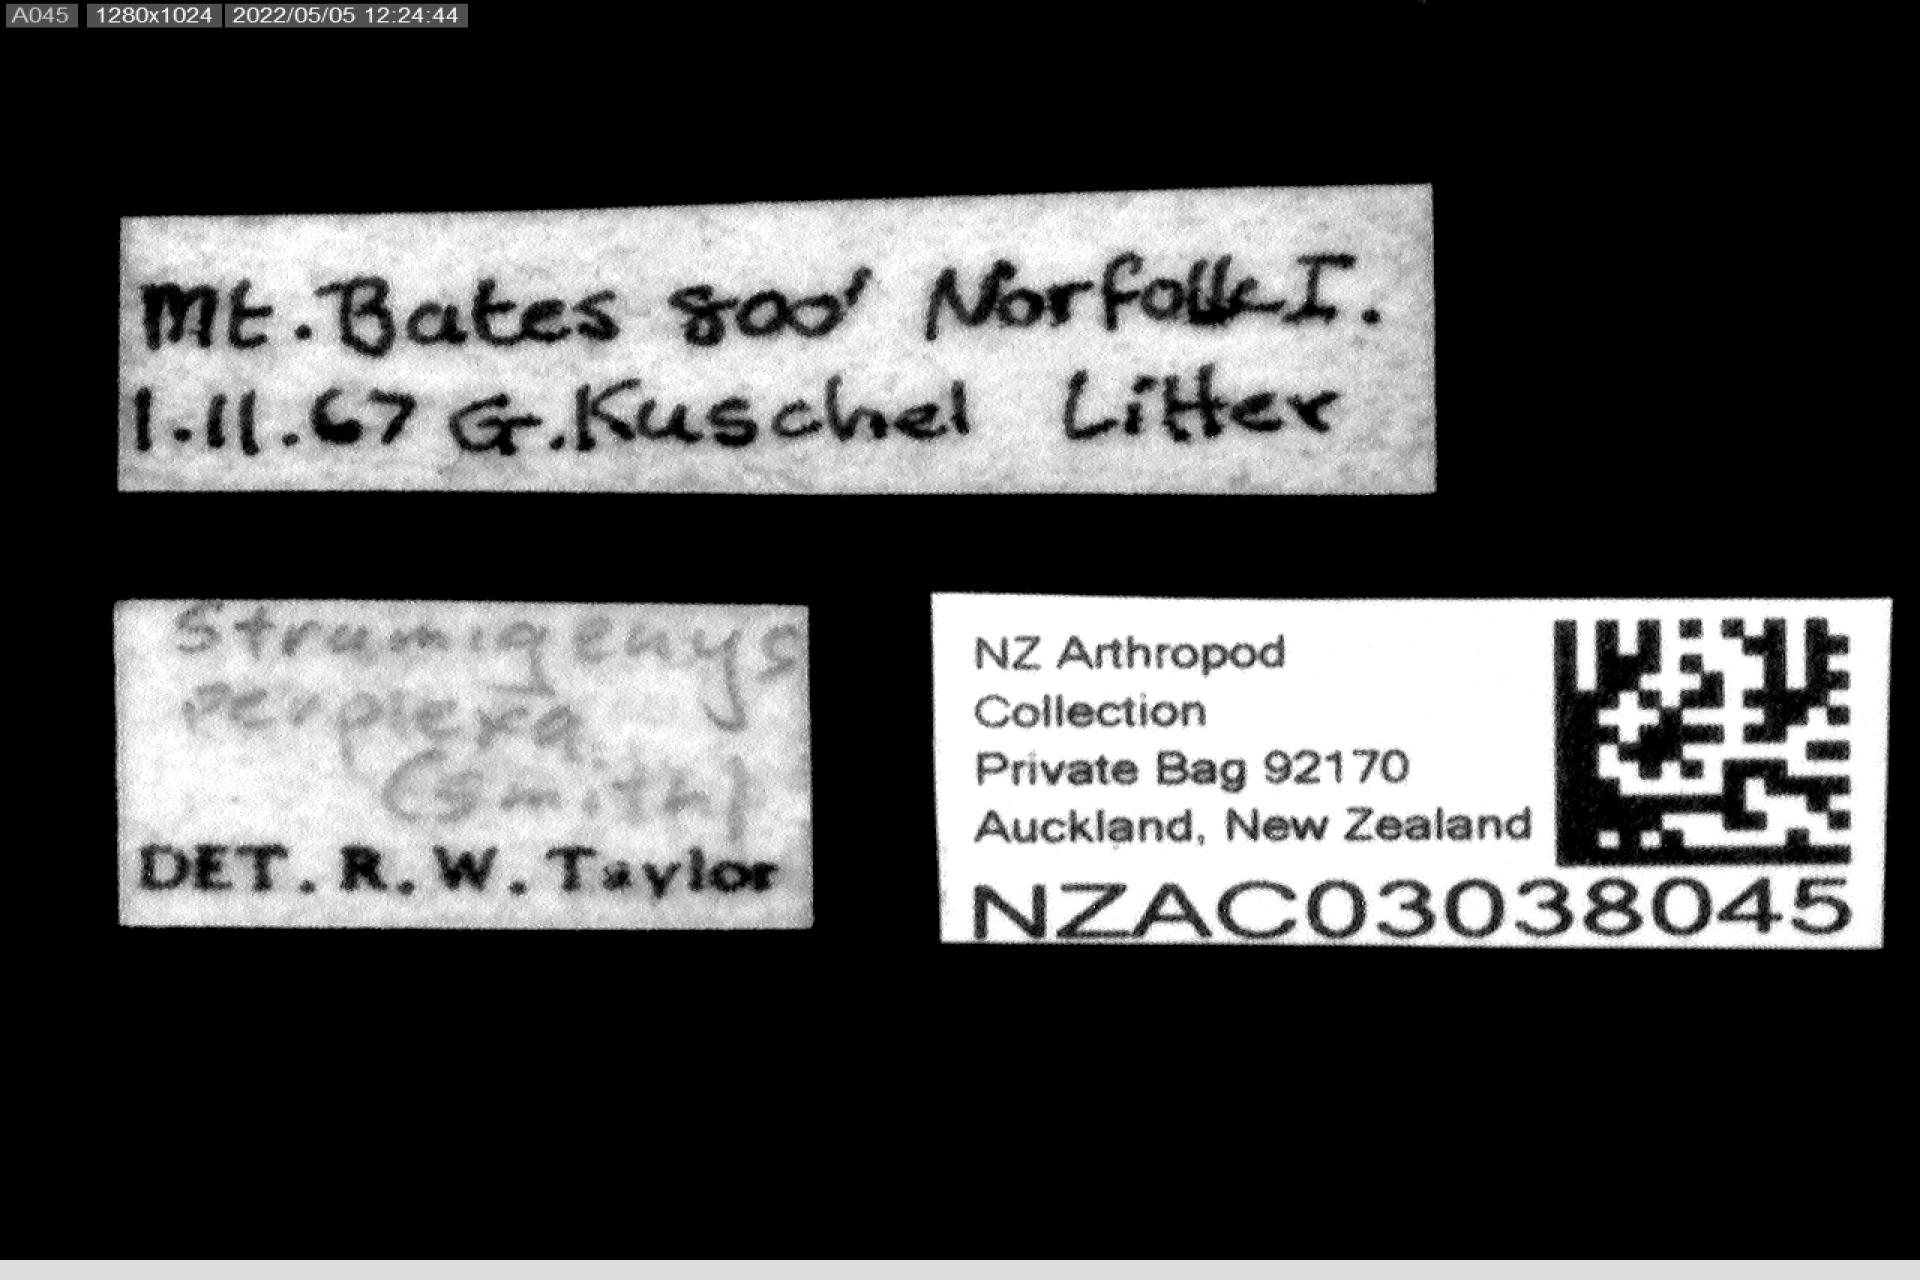 A045 1280x1024 2022/05/05 12:24:44
Mt. Bates 800' Norfolk I.
1.11.67 G. Kuschel Litter
Strumigenys
perplexa
(Smith)
DET. R. W. Taylor
NZ Arthropod
Collection
Private Bag 92170
Auckland, New Zealand
NZAC03038045